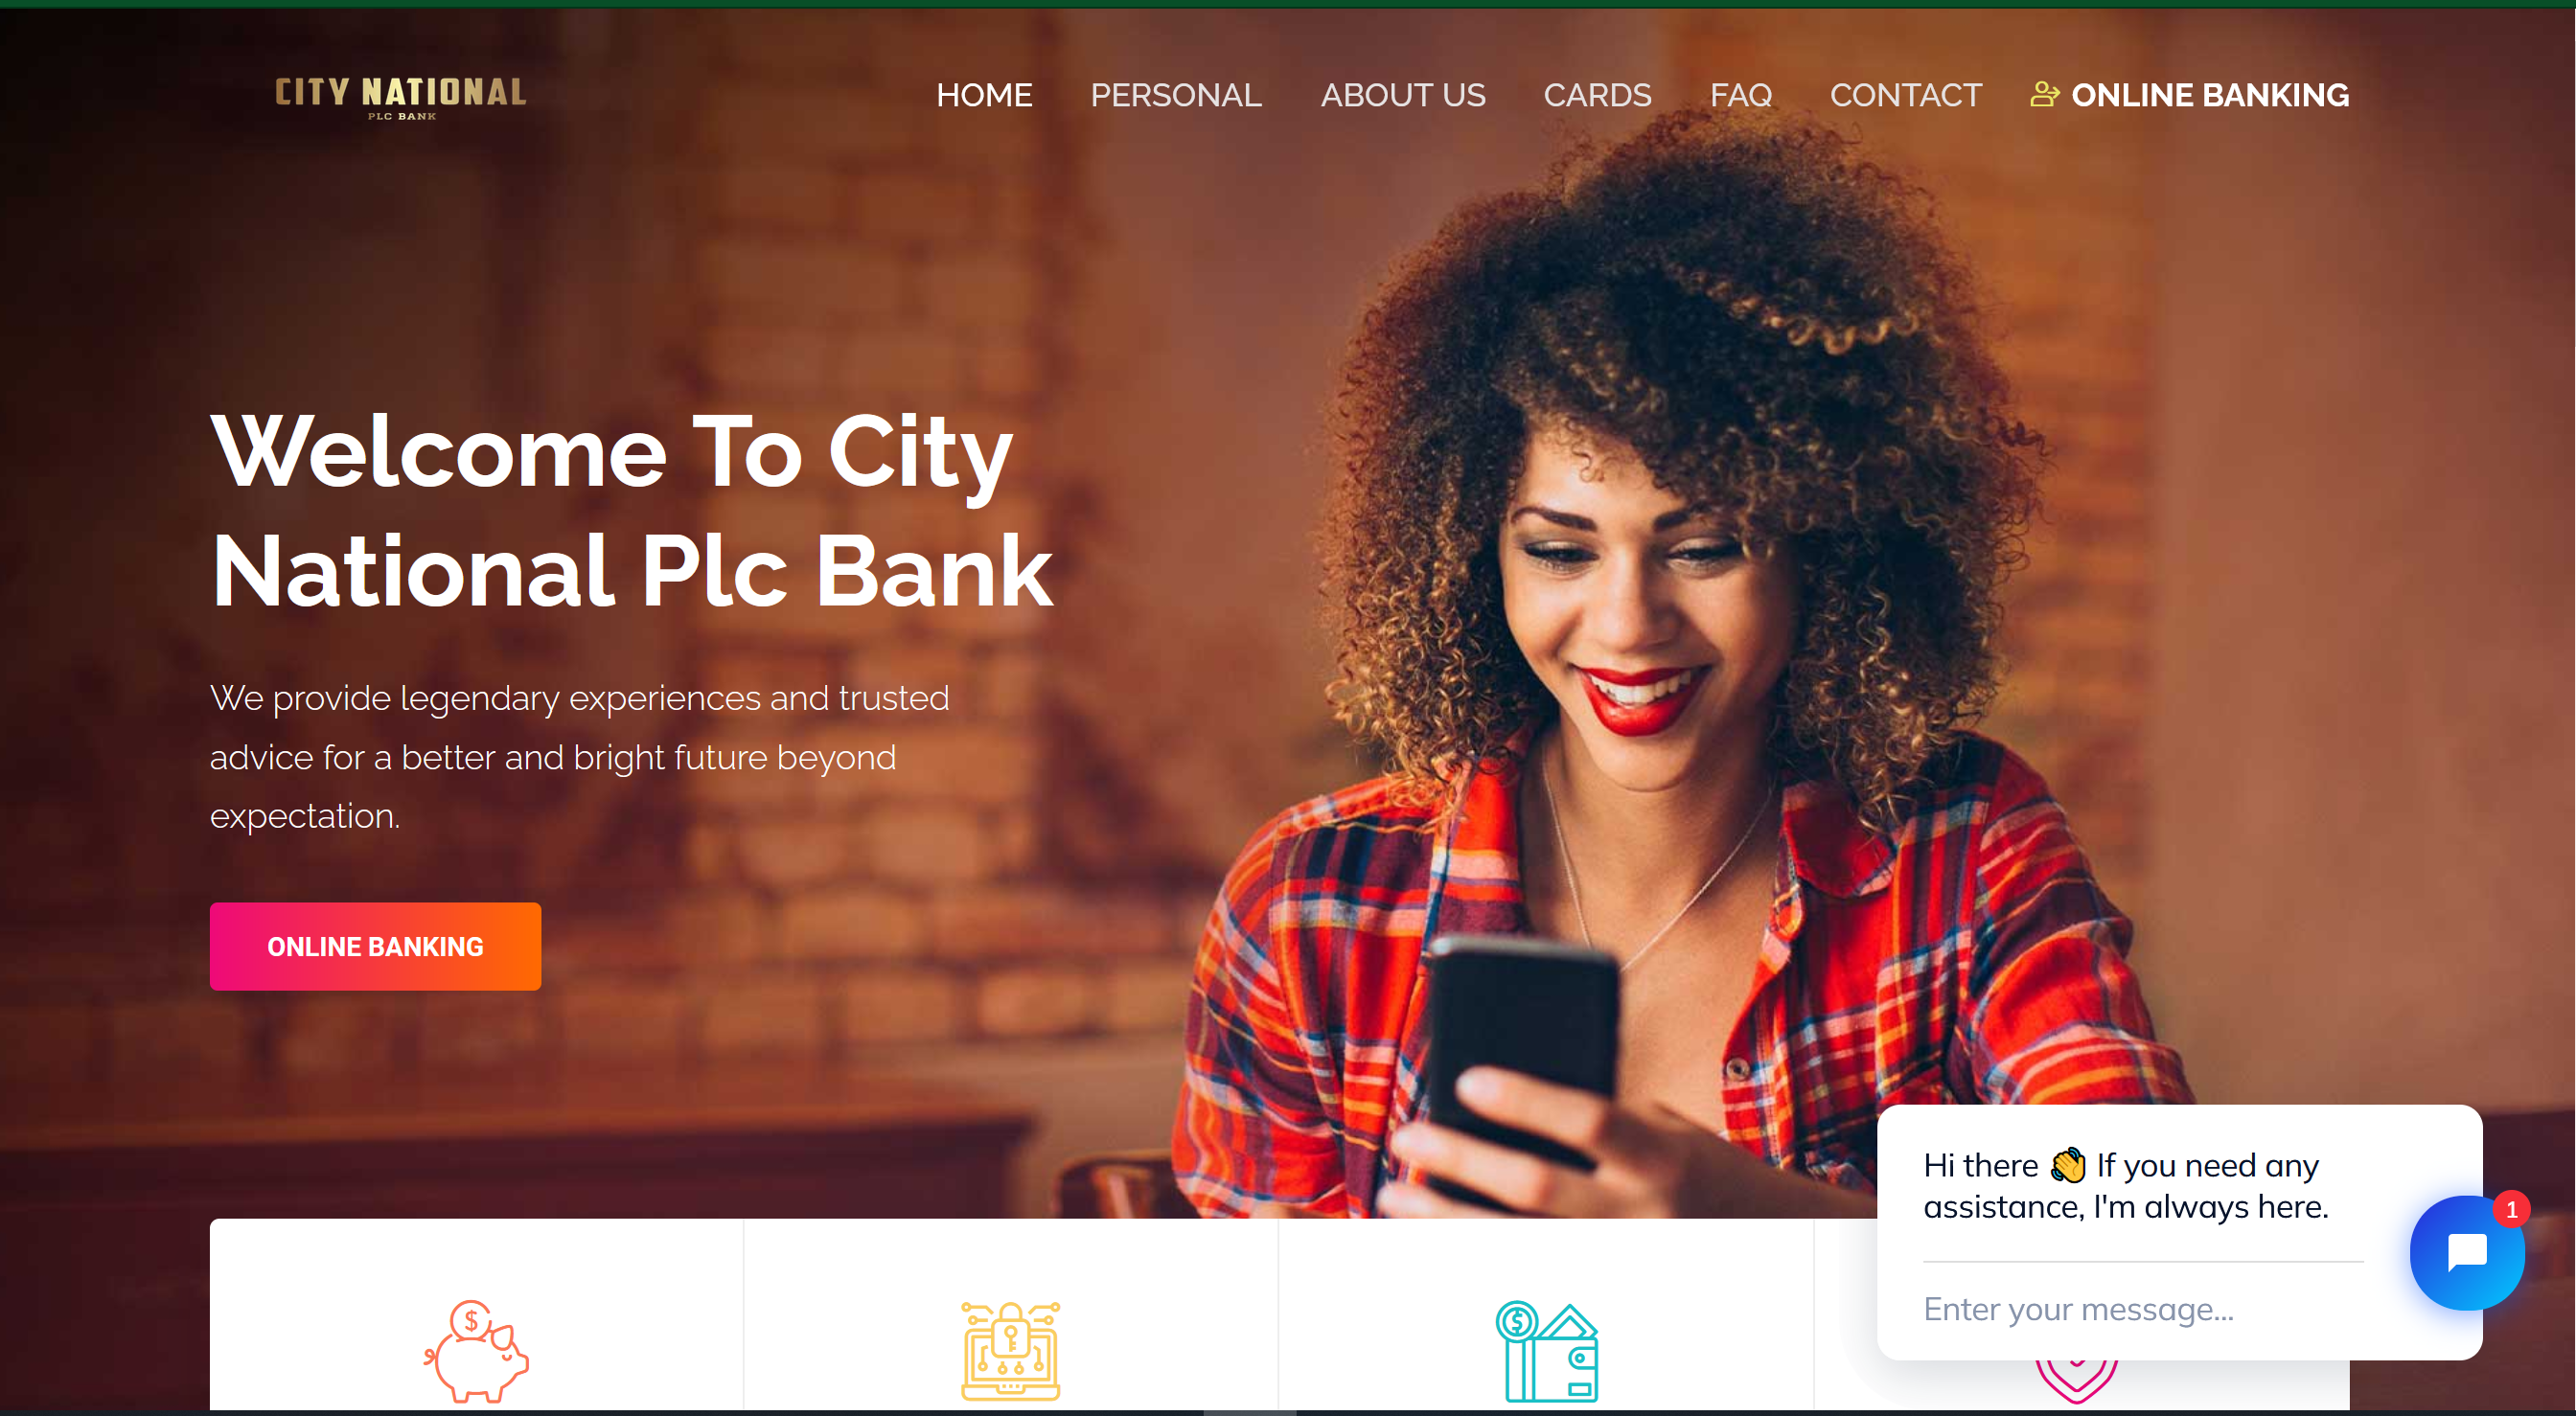 CITY NATIONAL
PLC BANK
HOME PERSONAL ABOUT US CARDS FAQ CONTACT ONLINE BANKING
Welcome To City
National Plc Bank
We provide legendary experiences and trusted
advice for a better and bright future beyond
expectation.
ONLINE BANKING
Hi there 👋 If you need any
assistance, I'm always here.
1
Enter your message...
$
$